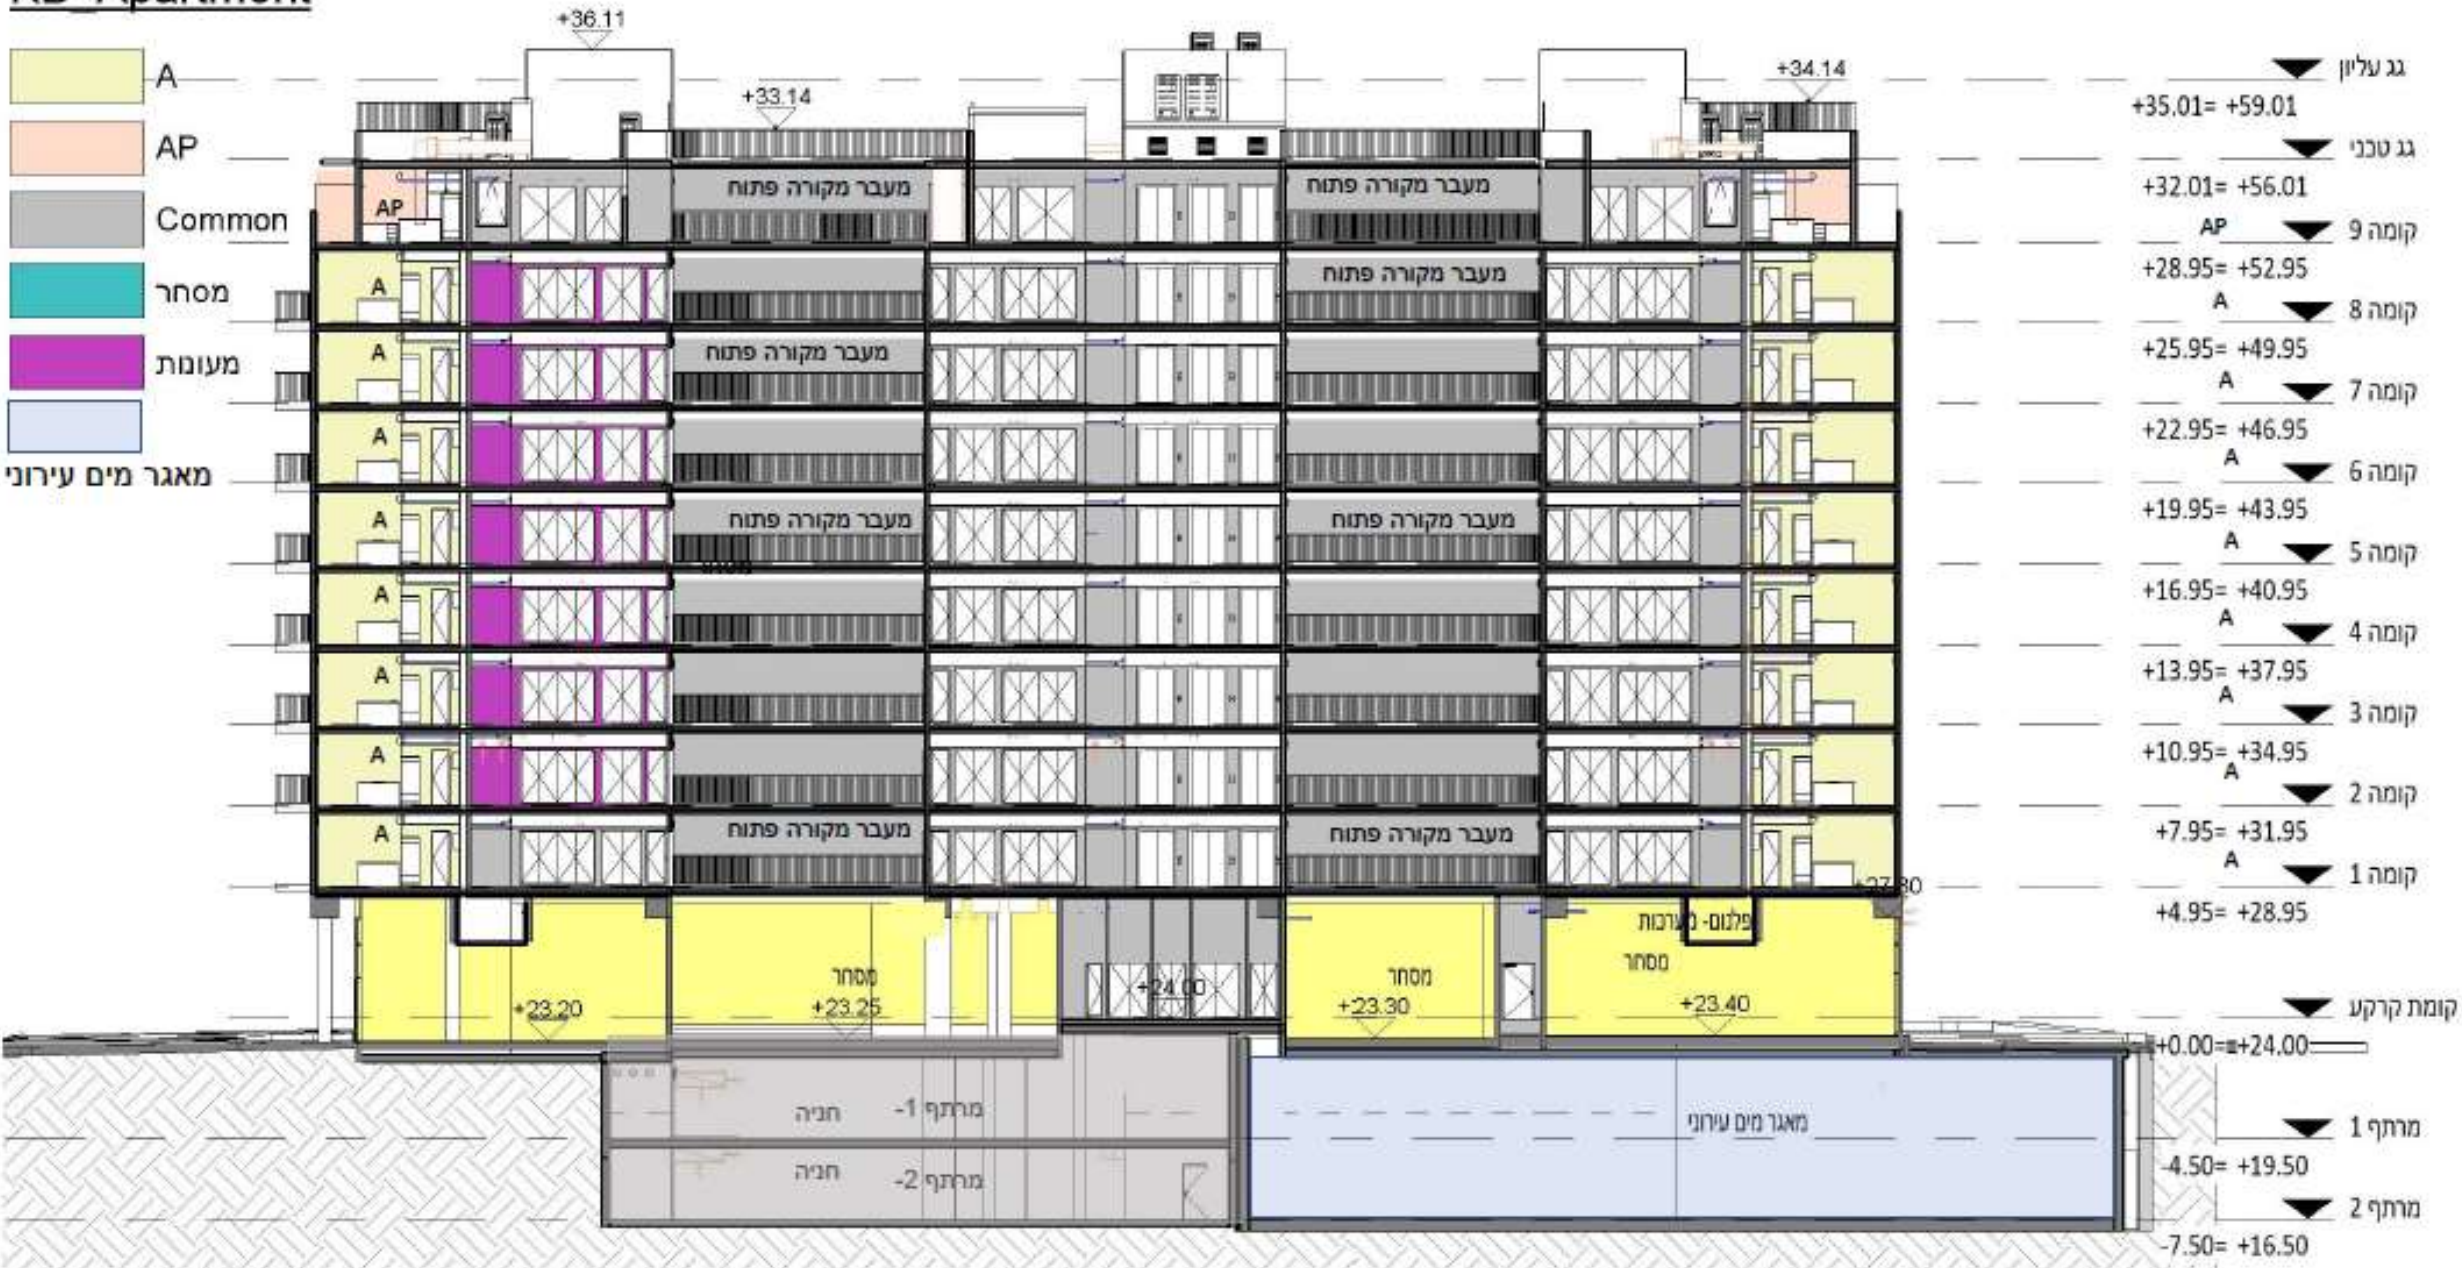 A
AP
Common
מסחר
מעונות
מאגר מים עירוני
+36.11
+33.14
+34.14
גג עליון
+35.01= +59.01
גג טכני
+32.01= +56.01
מעבר מקורה פתוח
מעבר מקורה פתוח
AP
AP
קומה 9
+28.95= +52.95
מעבר מקורה פתוח
A
A
קומה 8
+25.95= +49.95
מעבר מקורה פתוח
A
A
קומה 7
+22.95= +46.95
A
A
קומה 6
+19.95= +43.95
מעבר מקורה פתוח
מעבר מקורה פתוח
A
A
קומה 5
+16.95= +40.95
A
A
קומה 4
+13.95= +37.95
A
A
קומה 3
+10.95= +34.95
A
A
קומה 2
+7.95= +31.95
מעבר מקורה פתוח
מעבר מקורה פתוח
A
A
קומה 1
+4.95= +28.95
פלנום- מערכות
מסחר
מסחר
מסחר
+23.20
+23.25
+24.00
+23.30
+23.40
קומת קרקע
+0.00=+24.00
מרתף 1-
חניה
מאגר מים עירוני
מרתף 1
-4.50= +19.50
מרתף 2-
חניה
מרתף 2
-7.50= +16.50